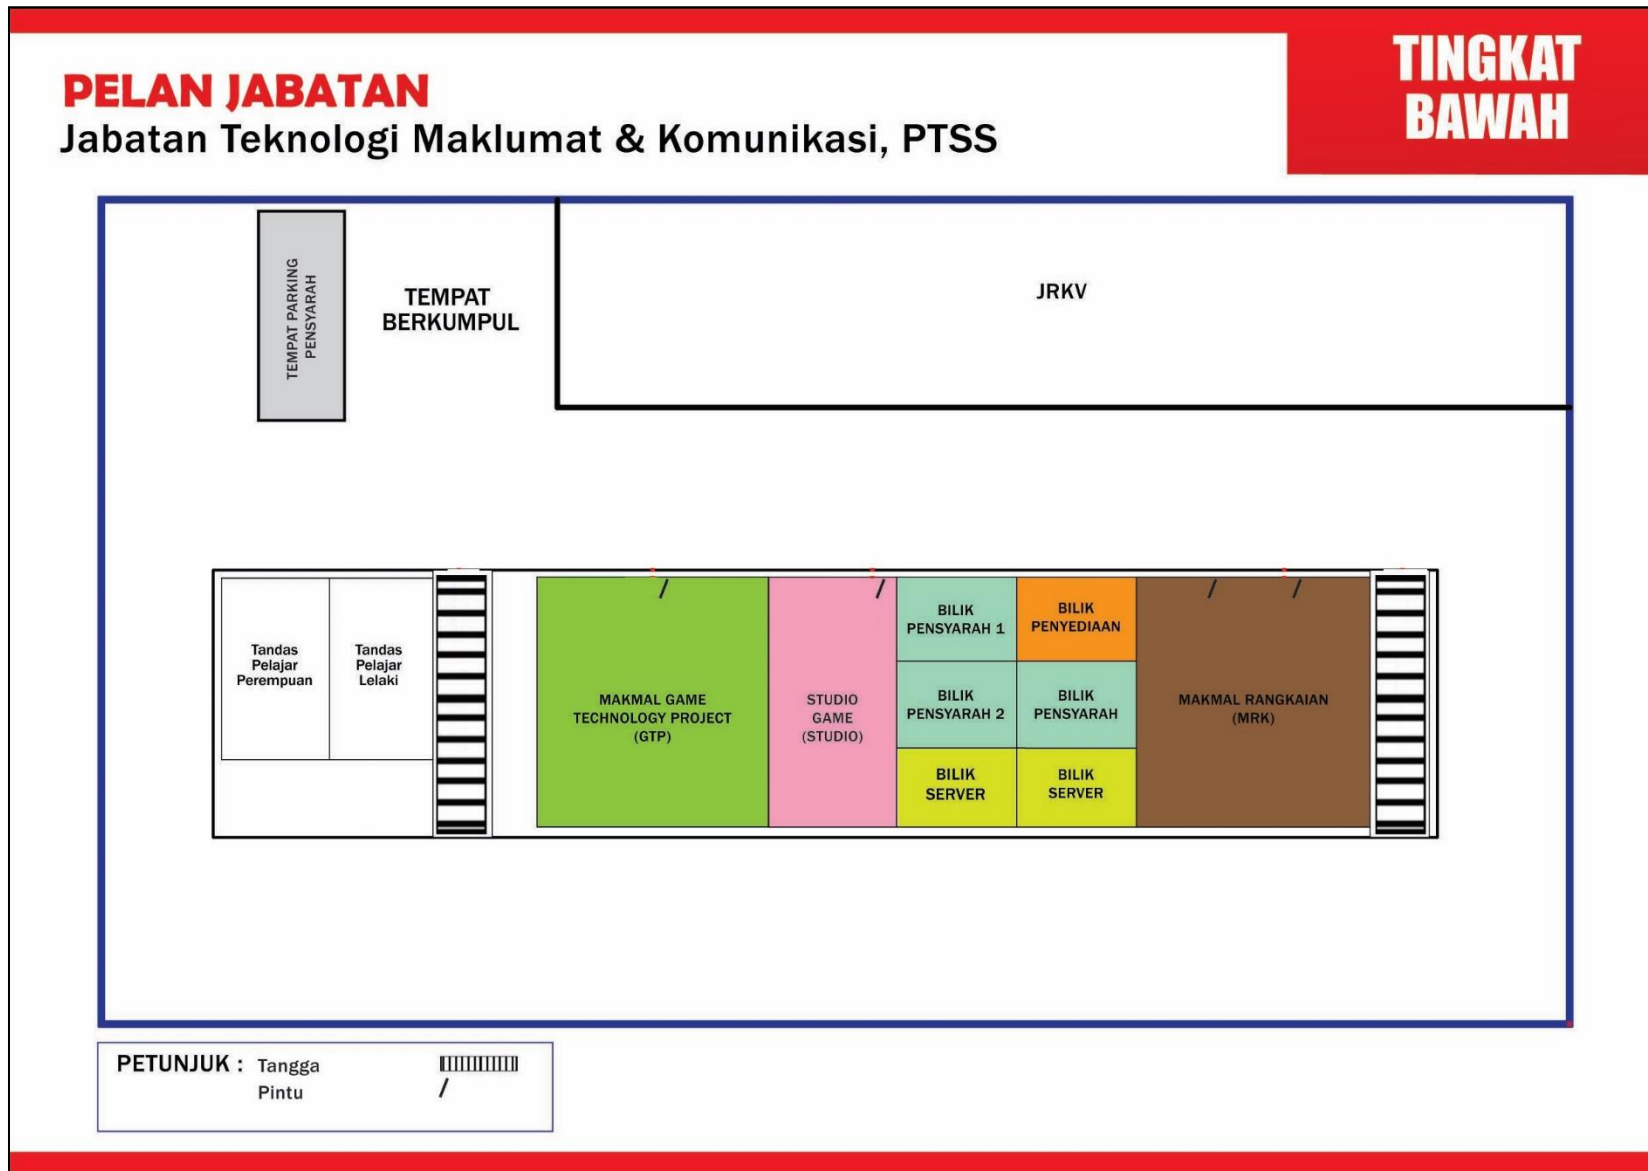 TINGKAT
BAWAH
PELAN JABATAN
Jabatan Teknologi Maklumat & Komunikasi, PTSS
TEMPAT PARKING
PENSYARAH
TEMPAT
BERKUMPUL
JRKV
Tandas
Pelajar
Perempuan
Tandas
Pelajar
Lelaki
MAKMAL GAME
TECHNOLOGY PROJECT
(GTP)
STUDIO
GAME
(STUDIO)
BILIK
PENSYARAH 1
BILIK
PENYEDIAAN
BILIK
PENSYARAH 2
BILIK
PENSYARAH
BILIK
SERVER
BILIK
SERVER
MAKMAL RANGKAIAN
(MRK)
PETUNJUK : Tangga
Pintu